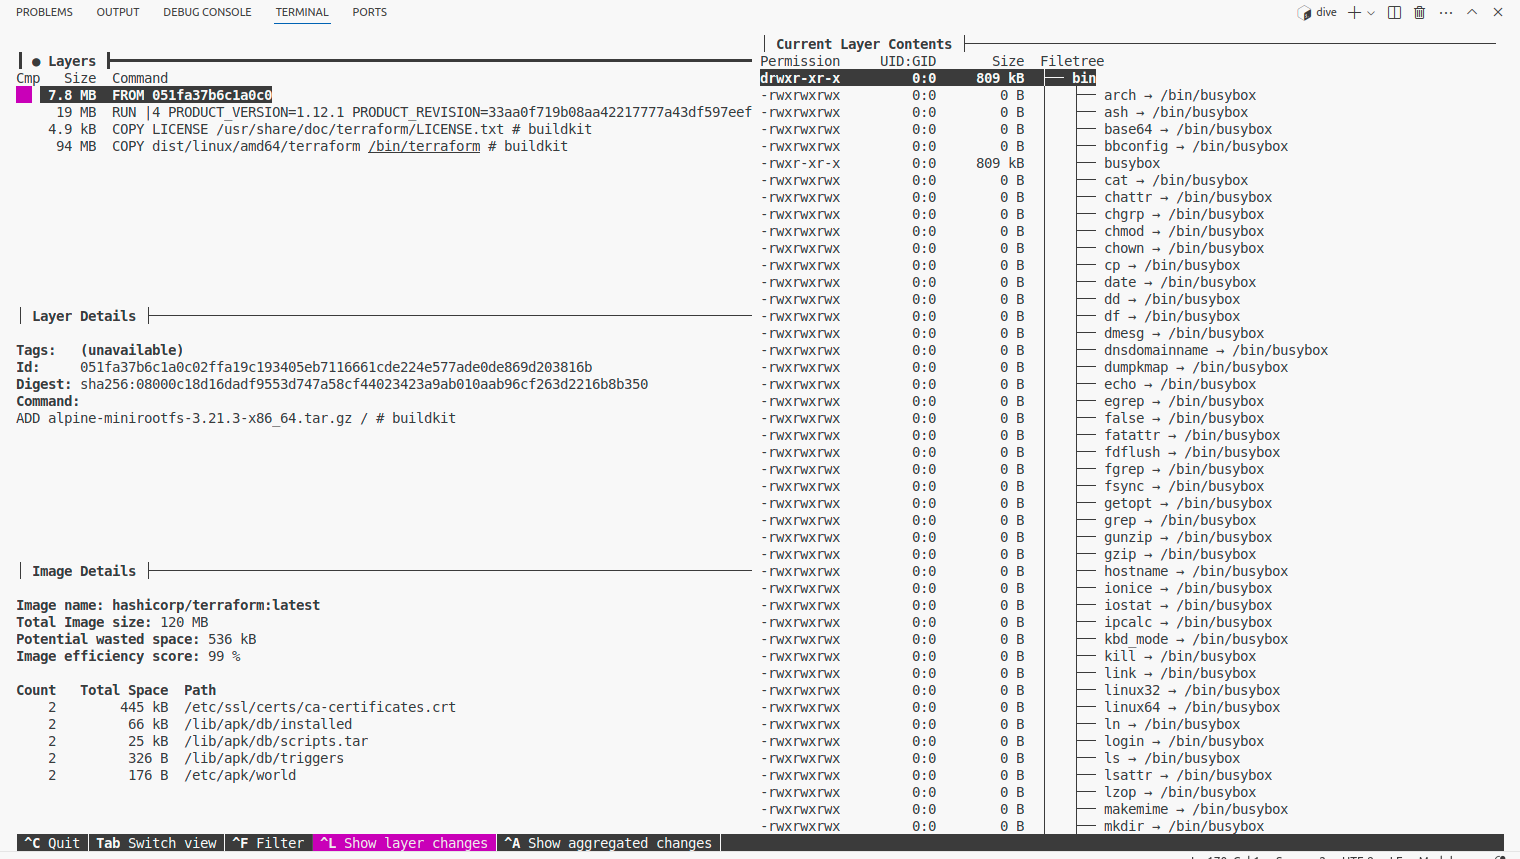 PROBLEMS OUTPUT DEBUG CONSOLE TERMINAL PORTS dive
● Layers
Cmp Size Command
7.8 MB FROM 051fa37b6c1a0c0
19 MB RUN |4 PRODUCT_VERSION=1.12.1 PRODUCT_REVISION=33aa0f719b08aa42217777a43df597eef
4.9 kB COPY LICENSE /usr/share/doc/terraform/LICENSE.txt # buildkit
94 MB COPY dist/linux/amd64/terraform /bin/terraform # buildkit
Layer Details
Tags: (unavailable)
Id: 051fa37b6c1a0c02ffa19c193405eb7116661cde224e577ade0de869d203816b
Digest: sha256:08000c18d16dadf9553d747a58cf44023423a9ab010aab96cf263d2216b8b350
Command:
ADD alpine-minirootfs-3.21.3-x86_64.tar.gz / # buildkit
Image Details
Image name: hashicorp/terraform:latest
Total Image size: 120 MB
Potential wasted space: 536 kB
Image efficiency score: 99 %
Count Total Space Path
2 445 kB /etc/ssl/certs/ca-certificates.crt
2 66 kB /lib/apk/db/installed
2 25 kB /lib/apk/db/scripts.tar
2 326 B /lib/apk/db/triggers
2 176 B /etc/apk/world
Current Layer Contents
Permission UID:GID Size Filetree
drwxr-xr-x 0:0 809 kB bin
-rwxrwxrwx 0:0 0 B arch → /bin/busybox
-rwxrwxrwx 0:0 0 B ash → /bin/busybox
-rwxrwxrwx 0:0 0 B base64 → /bin/busybox
-rwxrwxrwx 0:0 0 B bbconfig → /bin/busybox
-rwxr-xr-x 0:0 809 kB busybox
-rwxrwxrwx 0:0 0 B cat → /bin/busybox
-rwxrwxrwx 0:0 0 B chattr → /bin/busybox
-rwxrwxrwx 0:0 0 B chgrp → /bin/busybox
-rwxrwxrwx 0:0 0 B chmod → /bin/busybox
-rwxrwxrwx 0:0 0 B chown → /bin/busybox
-rwxrwxrwx 0:0 0 B cp → /bin/busybox
-rwxrwxrwx 0:0 0 B date → /bin/busybox
-rwxrwxrwx 0:0 0 B dd → /bin/busybox
-rwxrwxrwx 0:0 0 B df → /bin/busybox
-rwxrwxrwx 0:0 0 B dmesg → /bin/busybox
-rwxrwxrwx 0:0 0 B dnsdomainname → /bin/busybox
-rwxrwxrwx 0:0 0 B dumpkmap → /bin/busybox
-rwxrwxrwx 0:0 0 B echo → /bin/busybox
-rwxrwxrwx 0:0 0 B egrep → /bin/busybox
-rwxrwxrwx 0:0 0 B false → /bin/busybox
-rwxrwxrwx 0:0 0 B fatattr → /bin/busybox
-rwxrwxrwx 0:0 0 B fdflush → /bin/busybox
-rwxrwxrwx 0:0 0 B fgrep → /bin/busybox
-rwxrwxrwx 0:0 0 B fsync → /bin/busybox
-rwxrwxrwx 0:0 0 B getopt → /bin/busybox
-rwxrwxrwx 0:0 0 B grep → /bin/busybox
-rwxrwxrwx 0:0 0 B gunzip → /bin/busybox
-rwxrwxrwx 0:0 0 B gzip → /bin/busybox
-rwxrwxrwx 0:0 0 B hostname → /bin/busybox
-rwxrwxrwx 0:0 0 B ionice → /bin/busybox
-rwxrwxrwx 0:0 0 B iostat → /bin/busybox
-rwxrwxrwx 0:0 0 B ipcalc → /bin/busybox
-rwxrwxrwx 0:0 0 B kbd_mode → /bin/busybox
-rwxrwxrwx 0:0 0 B kill → /bin/busybox
-rwxrwxrwx 0:0 0 B link → /bin/busybox
-rwxrwxrwx 0:0 0 B linux32 → /bin/busybox
-rwxrwxrwx 0:0 0 B linux64 → /bin/busybox
-rwxrwxrwx 0:0 0 B ln → /bin/busybox
-rwxrwxrwx 0:0 0 B login → /bin/busybox
-rwxrwxrwx 0:0 0 B ls → /bin/busybox
-rwxrwxrwx 0:0 0 B lsattr → /bin/busybox
-rwxrwxrwx 0:0 0 B lzop → /bin/busybox
-rwxrwxrwx 0:0 0 B makemime → /bin/busybox
-rwxrwxrwx 0:0 0 B mkdir → /bin/busybox
^C Quit Tab Switch view ^F Filter ^L Show layer changes ^A Show aggregated changes